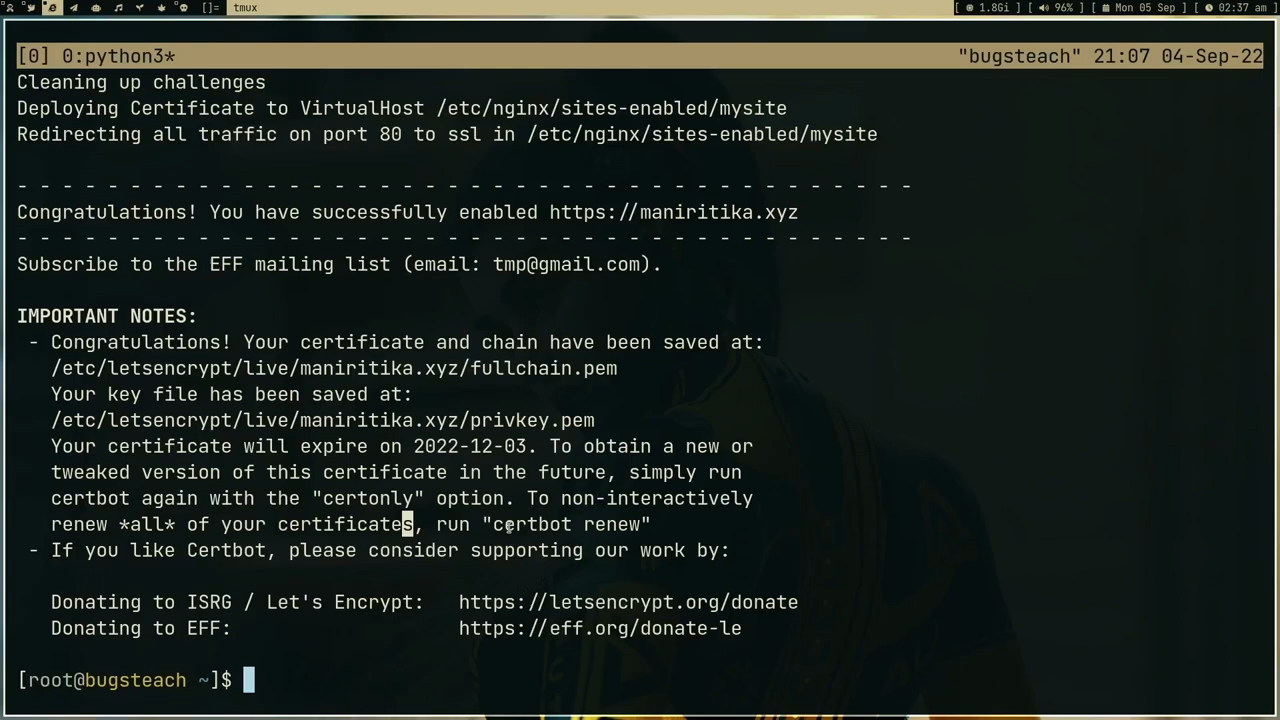 []= tmux [ 1.8Gi] [ 96%] [ Mon 05 Sep] [ 02:37 am]
[0] 0:python3* "bugsteach" 21:07 04-Sep-22
Cleaning up challenges
Deploying Certificate to VirtualHost /etc/nginx/sites-enabled/mysite
Redirecting all traffic on port 80 to ssl in /etc/nginx/sites-enabled/mysite
- - - - - - - - - - - - - - - - - - - - - - - - - - - - - - - - - - - - - - - -
Congratulations! You have successfully enabled https://maniritika.xyz
- - - - - - - - - - - - - - - - - - - - - - - - - - - - - - - - - - - - - - - -
Subscribe to the EFF mailing list (email: tmp@gmail.com).
IMPORTANT NOTES:
- Congratulations! Your certificate and chain have been saved at:
/etc/letsencrypt/live/maniritika.xyz/fullchain.pem
Your key file has been saved at:
/etc/letsencrypt/live/maniritika.xyz/privkey.pem
Your certificate will expire on 2022-12-03. To obtain a new or
tweaked version of this certificate in the future, simply run
certbot again with the "certonly" option. To non-interactively
renew *all* of your certificates, run "certbot renew"
- If you like Certbot, please consider supporting our work by:
Donating to ISRG / Let's Encrypt: https://letsencrypt.org/donate
Donating to EFF: https://eff.org/donate-le
[root@bugsteach ~]$